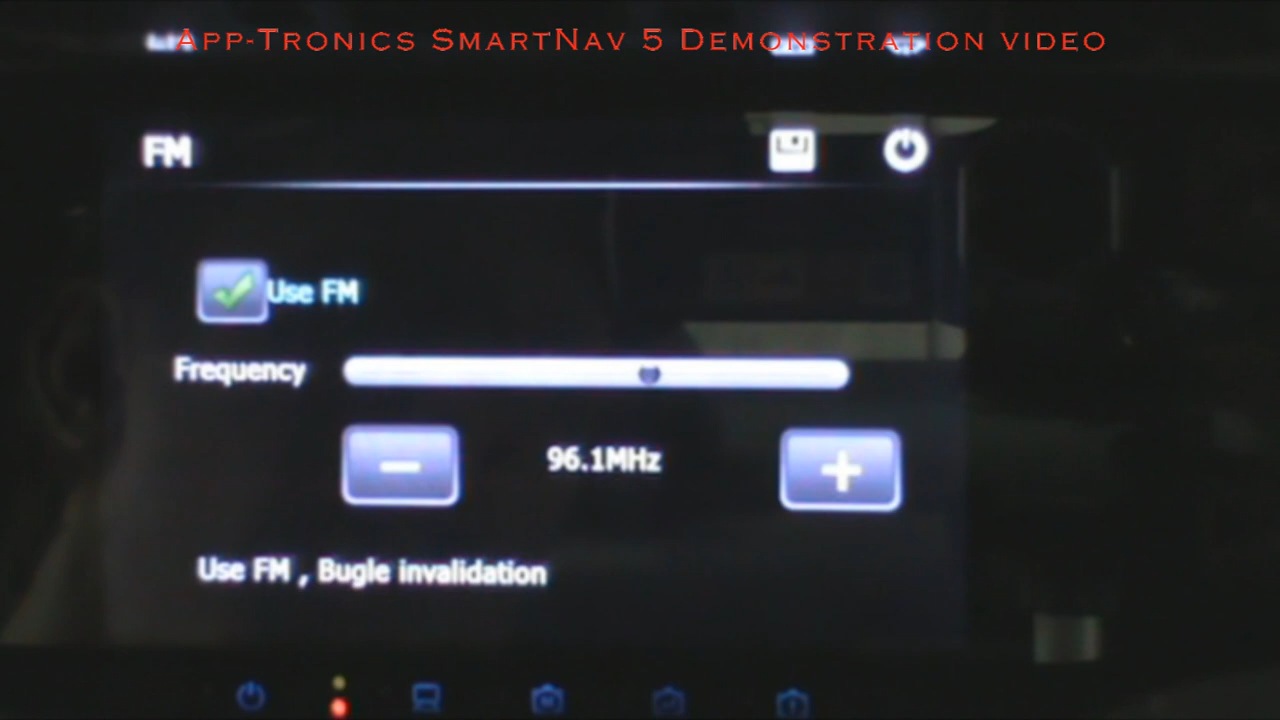 App-Tronics SmartNav 5 Demonstration video
FM
Use FM
Frequency
96.1MHz
Use FM , Bugle invalidation